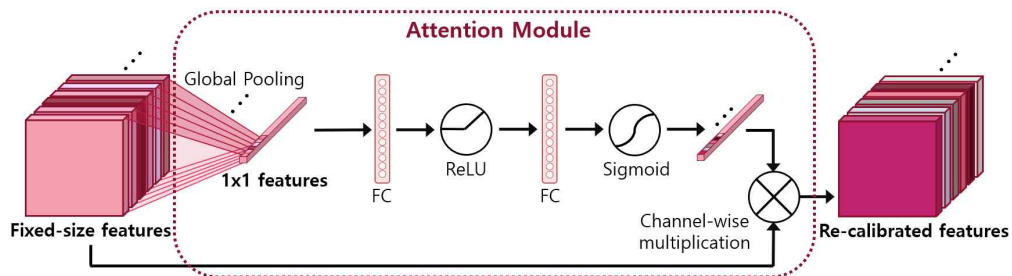 Attention Module
Global Pooling
1x1 features
FC
ReLU
FC
Sigmoid
Channel-wise
multiplication
Fixed-size features
Re-calibrated features